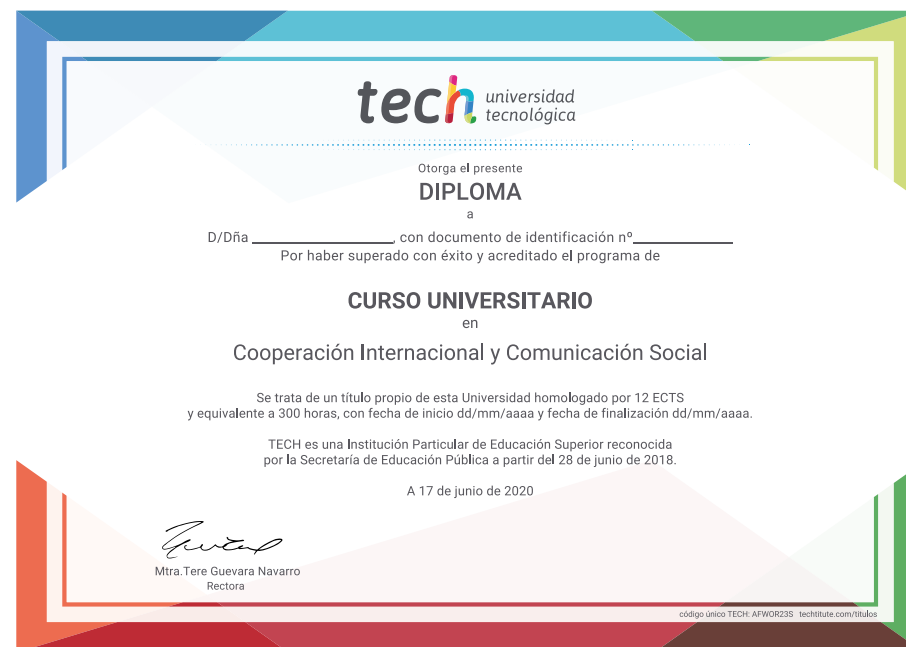 tech universidad
tecnológica
Otorga el presente
DIPLOMA
a
D/Dña ____________________, con documento de identificación nº______________
Por haber superado con éxito y acreditado el programa de
CURSO UNIVERSITARIO
en
Cooperación Internacional y Comunicación Social
Se trata de un título propio de esta Universidad homologado por 12 ECTS
y equivalente a 300 horas, con fecha de inicio dd/mm/aaaa y fecha de finalización dd/mm/aaaa.
TECH es una Institución Particular de Educación Superior reconocida
por la Secretaría de Educación Pública a partir del 28 de junio de 2018.
A 17 de junio de 2020
Mtra.Tere Guevara Navarro
Rectora
código único TECH: AFWOR23S techtitute.com/titulos